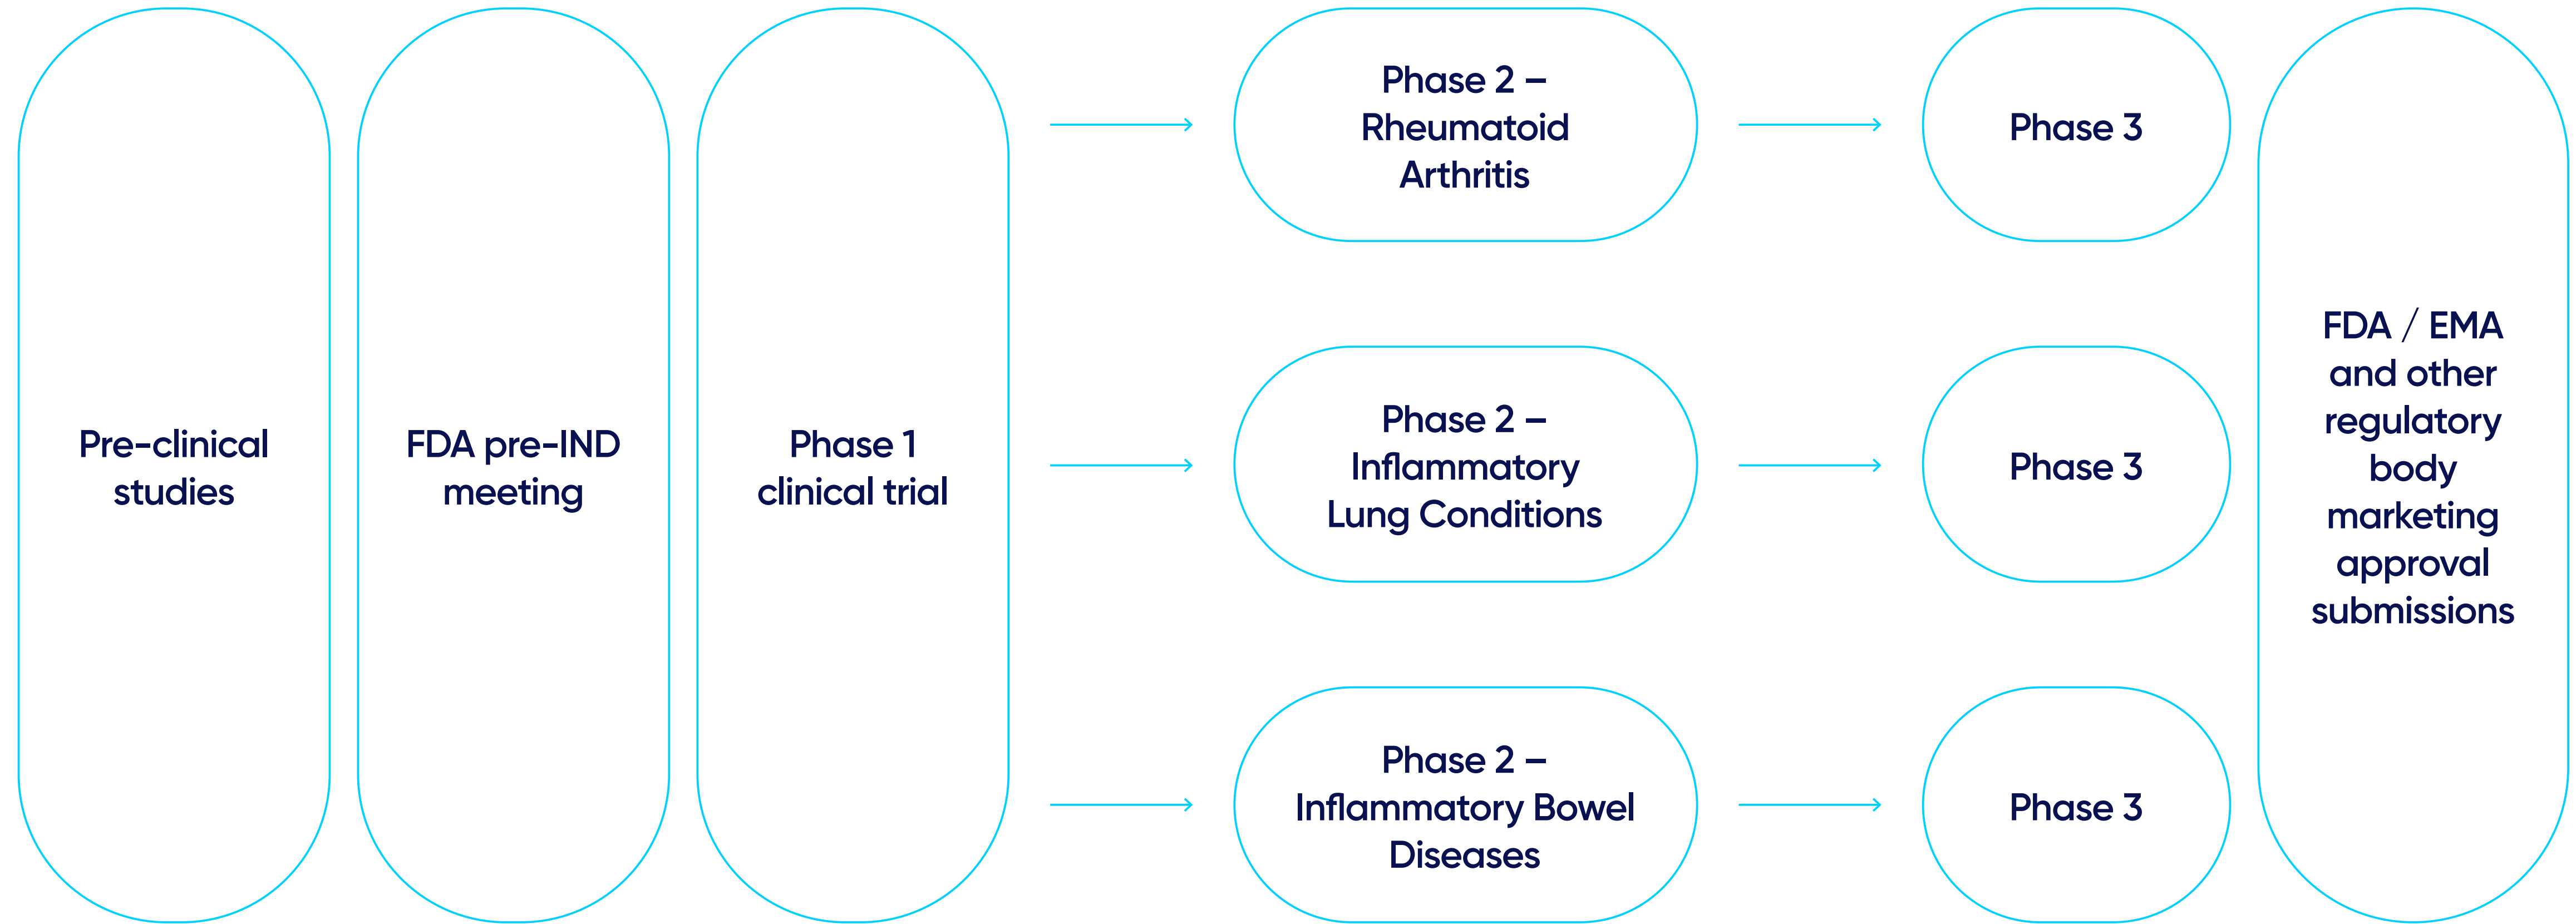 Pre-clinical
studies
FDA pre-IND
meeting
Phase 1
clinical trial
Phase 2 –
Rheumatoid
Arthritis
Phase 3
Phase 2 –
Inflammatory
Lung Conditions
Phase 3
Phase 2 –
Inflammatory Bowel
Diseases
Phase 3
FDA / EMA
and other
regulatory
body
marketing
approval
submissions